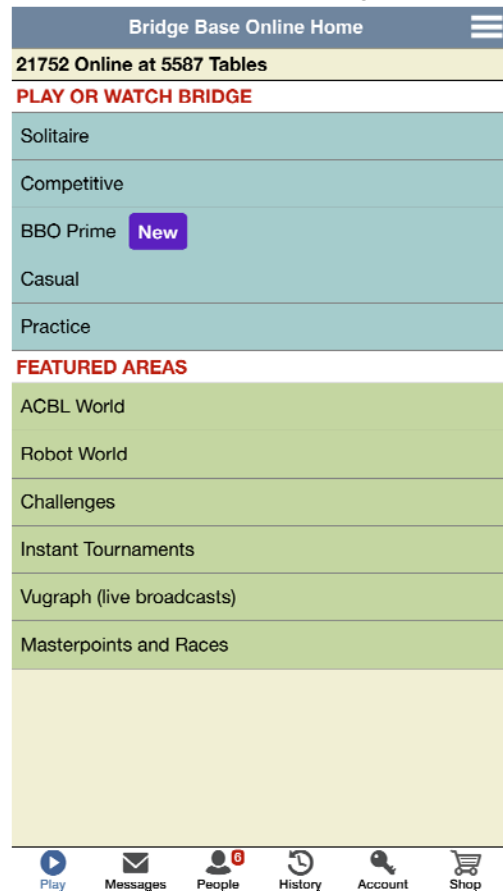 Bridge Base Online Home
21752 Online at 5587 Tables
PLAY OR WATCH BRIDGE
Solitaire
Competitive
BBO Prime New
Casual
Practice
FEATURED AREAS
ACBL World
Robot World
Challenges
Instant Tournaments
Vugraph (live broadcasts)
Masterpoints and Races
6
Play Messages People History Account Shop